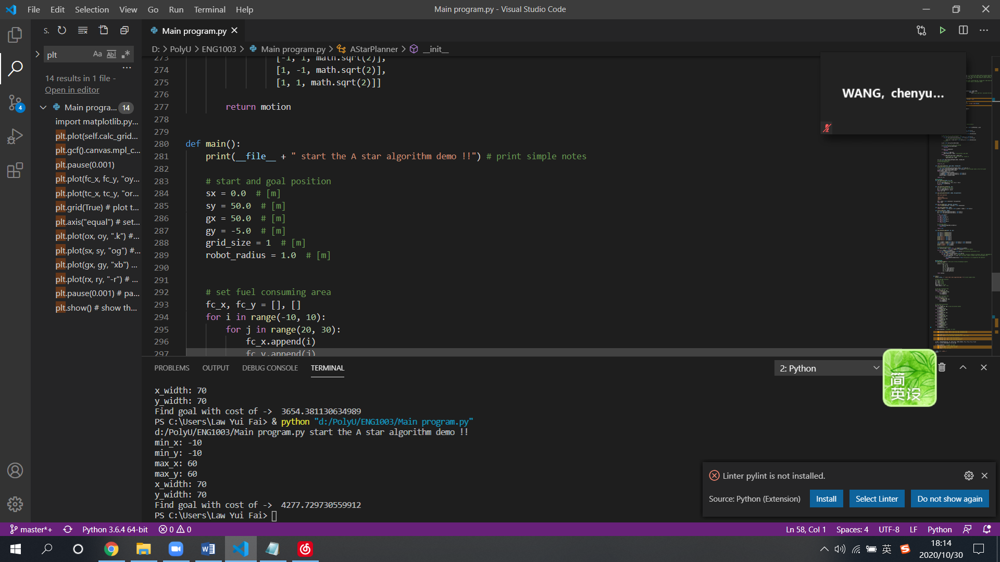 File Edit Selection View Go Run Terminal Help
Main program.py - Visual Studio Code
S.
Main program.py
plt
Aa Abl .*
14 results in 1 file -
Open in editor
Main progra... 14
import matplotlib.py...
plt.plot(self.calc_grid...
plt.gcf().canvas.mpl_c...
plt.pause(0.001)
plt.plot(fc_x, fc_y, "oy...
plt.plot(tc_x, tc_y, "or...
plt.grid(True) # plot t...
plt.axis("equal") # set...
plt.plot(ox, oy, ".k") #...
plt.plot(sx, sy, "og") #...
plt.plot(gx, gy, "xb") ...
plt.plot(rx, ry, "-r") # ...
plt.pause(0.001) # pa...
plt.show() # show th...
4
D: > PolyU > ENG1003 > Main program.py > AStarPlanner > __init__
273 [-1, 1, math.sqrt(2)],
274 [1, -1, math.sqrt(2)],
275 [1, 1, math.sqrt(2)]]
276
277 return motion
278
279
280 def main():
281 print(__file__ + " start the A star algorithm demo !!") # print simple notes
282
283 # start and goal position
284 sx = 0.0 # [m]
285 sy = 50.0 # [m]
286 gx = 50.0 # [m]
287 gy = -5.0 # [m]
288 grid_size = 1 # [m]
289 robot_radius = 1.0 # [m]
290
291
292 # set fuel consuming area
293 fc_x, fc_y = [], []
294 for i in range(-10, 10):
295 for j in range(20, 30):
296 fc_x.append(i)
297 fc_y.append(j)
WANG, chenyu...
PROBLEMS OUTPUT DEBUG CONSOLE TERMINAL
2: Python
简
英设
x_width: 70
y_width: 70
Find goal with cost of -> 3654.381130634989
PS C:\Users\Law Yui Fai> & python "d:/PolyU/ENG1003/Main program.py"
d:/PolyU/ENG1003/Main program.py start the A star algorithm demo !!
min_x: -10
min_y: -10
max_x: 60
max_y: 60
x_width: 70
y_width: 70
Find goal with cost of -> 4277.729730559912
PS C:\Users\Law Yui Fai>
Linter pylint is not installed.
Source: Python (Extension) Install Select Linter Do not show again
master*+ Python 3.6.4 64-bit 0 0
Ln 58, Col 1 Spaces: 4 UTF-8 LF Python
英
18:14
2020/10/30